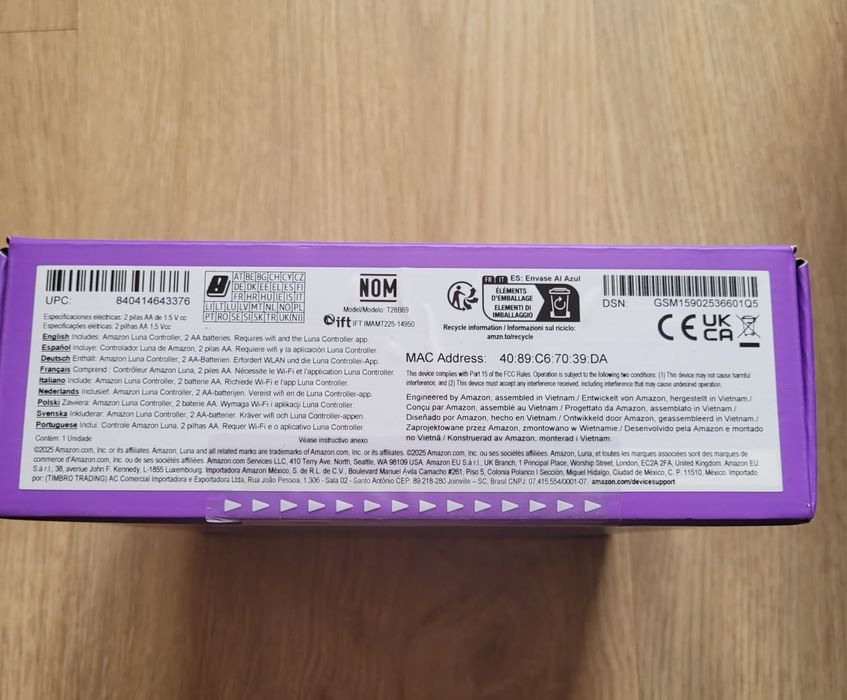 UPC: 840414643376
Especificaciones eléctricas: 2 pilas AA de 1.5 v cc
Especificações elétricas: 2 pilhas AA 1,5 Vcc
AT BE BG CH CY CZ
DE DK EE EL ES FI
FR HR HU IE IS IT
LI LT LU LV MT NL NO PL
PT RO SE SI SK TR UK(NI)
NOM
Model/Modelo: T28B69
ift IFT IMAMT225-14950
FR IT ES: Envase Al Azul
ÉLÉMENTS
D'EMBALLAGE
ELEMENTI DI
IMBALLAGGIO
Recycle information / Informazioni sul riciclo:
amzn.to/recycle
DSN: GSM15902536601Q5
CE UK CA
English Includes: Amazon Luna Controller, 2 AA batteries, Requires wifi and the Luna Controller app.
Español Incluye: Controlador Luna de Amazon, 2 pilas AA. Requiere wifi y la aplicación Luna Controller.
Deutsch Enthält: Amazon Luna Controller, 2 AA-Batterien. Erfordert WLAN und die Luna Controller-App.
Français Comprend : Contrôleur Amazon Luna, 2 piles AA. Nécessite le Wi-Fi et l'application Luna Controller.
Italiano Include: Amazon Luna Controller, 2 batterie AA. Richiede Wi-Fi e l'app Luna Controller.
Nederlands Inclusief: Amazon Luna Controller, 2 AA-batterijen. Vereist wifi en de Luna Controller-app.
Polski Zawiera: Amazon Luna Controller, 2 baterie AA. Wymaga Wi-Fi i aplikacji Luna Controller.
Svenska Inkluderar: Amazon Luna Controller, 2 AA-batterier. Kräver wifi och Luna Controller-appen.
Portuguese Inclui: Controle Amazon Luna, 2 pilhas AA. Requer Wi-Fi e o aplicativo Luna Controller.
Contém: 1 Unidade
Véase instructivo anexo
MAC Address: 40:89:C6:70:39:DA
This device complies with Part 15 of the FCC Rules. Operation is subject to the following two conditions: (1) This device may not cause harmful
interference, and (2) This device must accept any interference received, including interference that may cause undesired operation.
Engineered by Amazon, assembled in Vietnam./ Entwickelt von Amazon, hergestellt in Vietnam./
Conçu par Amazon, assemblé au Vietnam./ Progettato da Amazon, assemblato in Vietnam./
Diseñado por Amazon, hecho en Vietnam./ Ontwikkeld door Amazon, geassembleerd in Vietnam./
Zaprojektowane przez Amazon, zmontowano w Wietnamie./ Desenvolvido pela Amazon e montado
no Vietnã./ Konstruerad av Amazon, monterad i Vietnam.
©2025 Amazon.com, Inc. or its affiliates. Amazon, Luna and all related marks are trademarks of Amazon.com, Inc. or its affiliates. ©2025 Amazon.com, Inc. ou ses sociétés affiliées. Amazon, Luna, et toutes les marques associées sont des marques de
commerce d'Amazon.com, Inc. ou de ses sociétés affiliées. Amazon.com Services LLC, 410 Terry Ave. North, Seattle, WA 98109 USA. Amazon EU S.à r.l., UK Branch, 1 Principal Place, Worship Street, London, EC2A 2FA, United Kingdom. Amazon EU
S.à r.l., 38, avenue John F. Kennedy, L-1855 Luxembourg. Importadora Amazon México, S. de R.L. de C.V., Boulevard Manuel Ávila Camacho #261, Piso 5, Colonia Polanco I Sección, Miguel Hidalgo, Ciudad de México, C. P. 11510, México. Importado
por: (TIMBRO TRADING) AC Comercial Importadora e Exportadora Ltda, Rua João Pessoa, 1.306 - Sala 02 - Santo Antônio CEP: 89.218-280 Joinville – SC, Brasil CNPJ: 07.415.554/0001-07. amazon.com/devicesupport